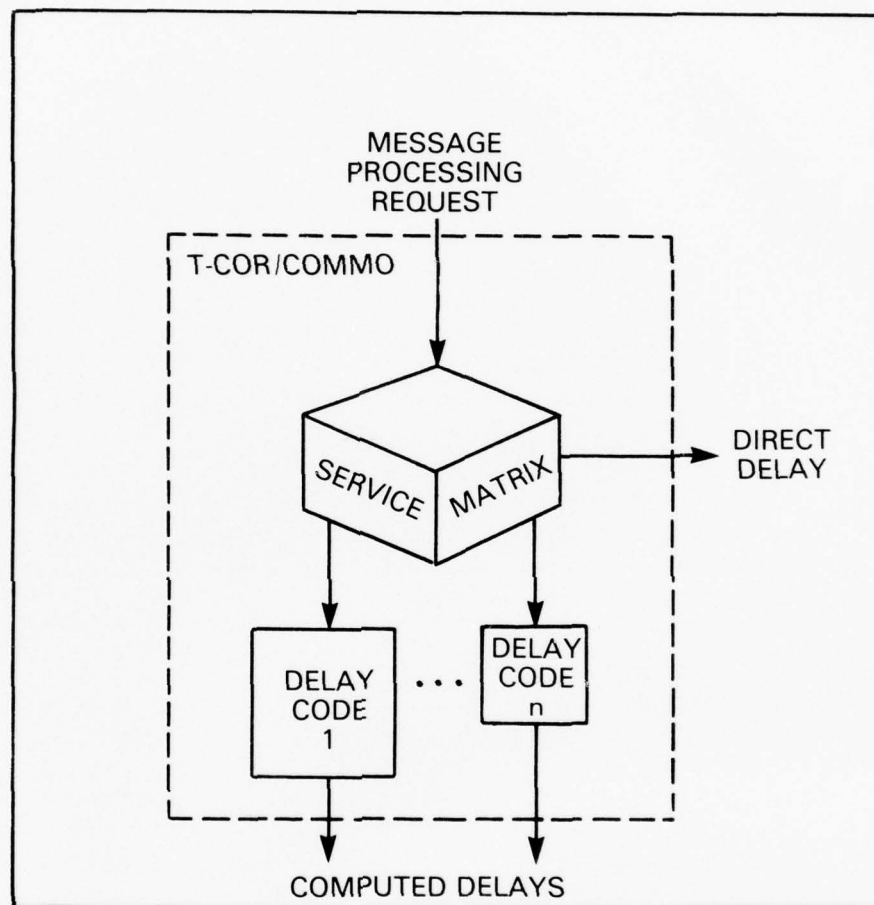 MESSAGE
PROCESSING
REQUEST
T-COR/COMMO
SERVICE MATRIX
DIRECT
DELAY
DELAY
CODE
1
. . .
DELAY
CODE
n
COMPUTED DELAYS